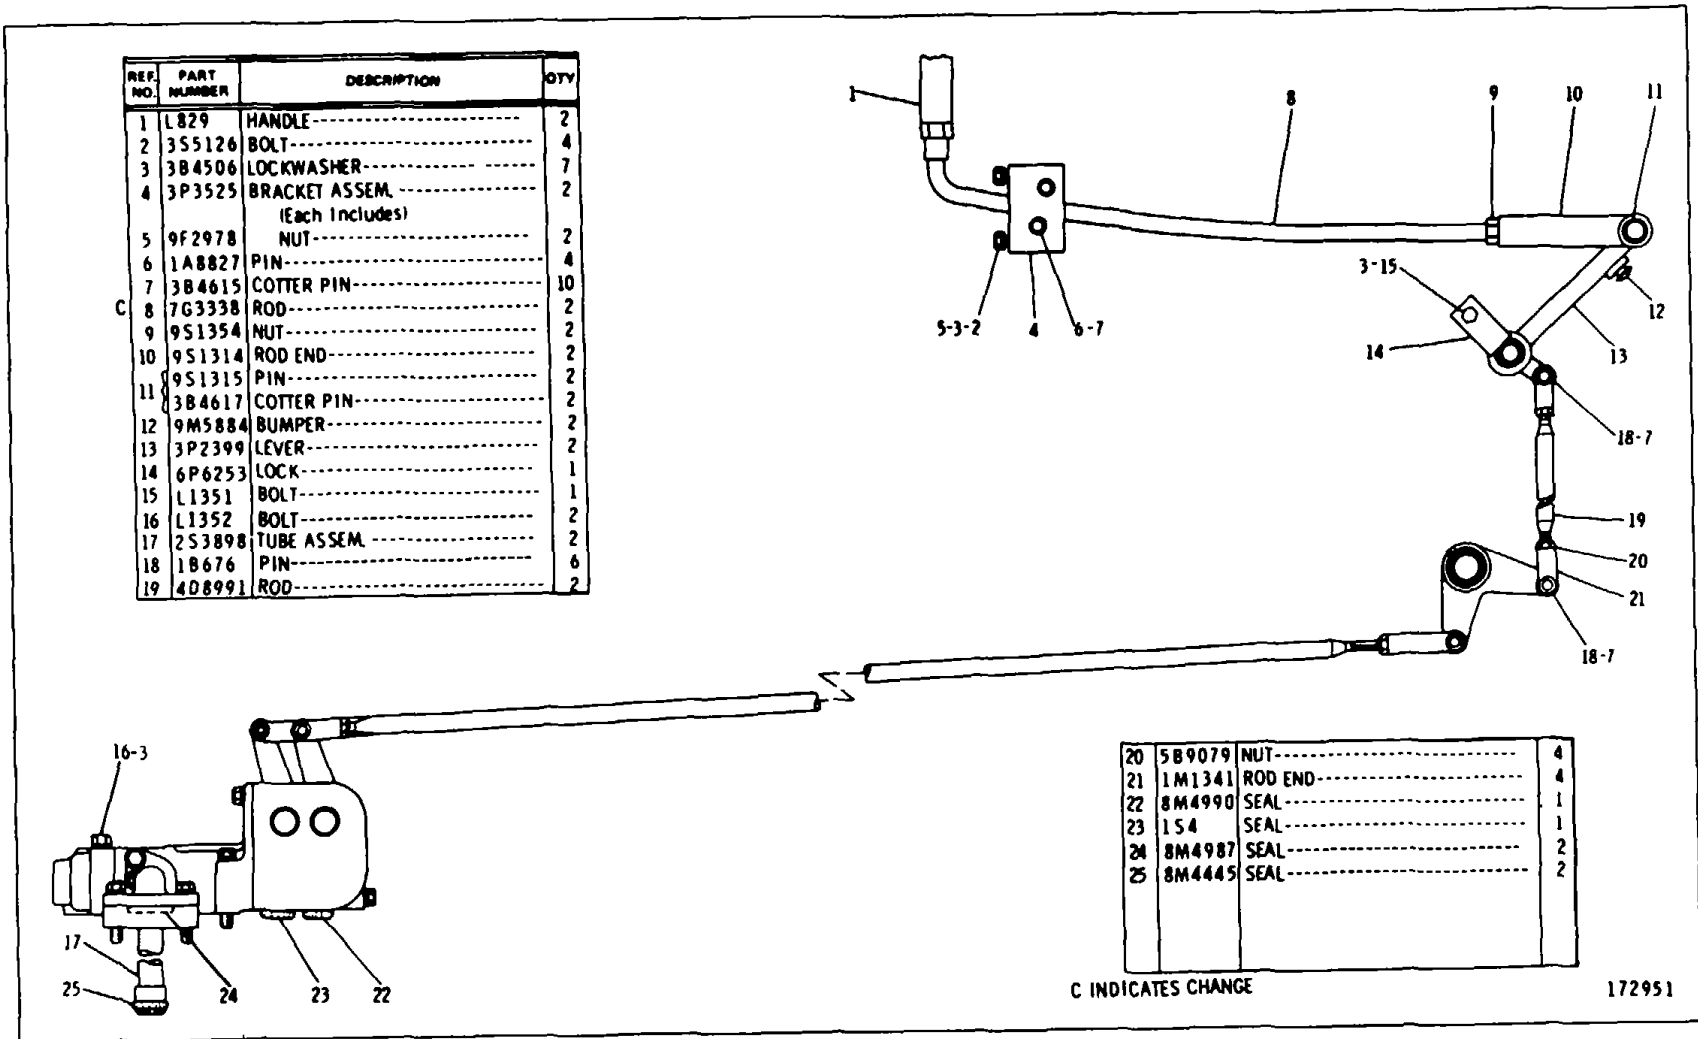 REF. NO. PART NUMBER DESCRIPTION QTY
1 L829 HANDLE 2
2 3S5126 BOLT 4
3 3B4506 LOCKWASHER 7
4 3P3525 BRACKET ASSEM. 2
(Each Includes)
5 9F2978 NUT 2
6 1A8827 PIN 4
7 3B4615 COTTER PIN 10
C 8 7G3338 ROD 2
9 9S1354 NUT 2
10 9S1314 ROD END 2
11 9S1315 PIN 2
3B4617 COTTER PIN 2
12 9M5884 BUMPER 2
13 3P2399 LEVER 2
14 6P6253 LOCK 1
15 L1351 BOLT 1
16 L1352 BOLT 2
17 2S3898 TUBE ASSEM. 2
18 1B676 PIN 6
19 4D8991 ROD 2
1
8
9
10
11
3-15
12
5-3-2
4
6-7
14
13
18-7
19
20
21
18-7
16-3
17
25
24
23
22
20 5B9079 NUT 4
21 1M1341 ROD END 4
22 8M4990 SEAL 1
23 1S4 SEAL 1
24 8M4987 SEAL 2
25 8M4445 SEAL 2
C INDICATES CHANGE
172951